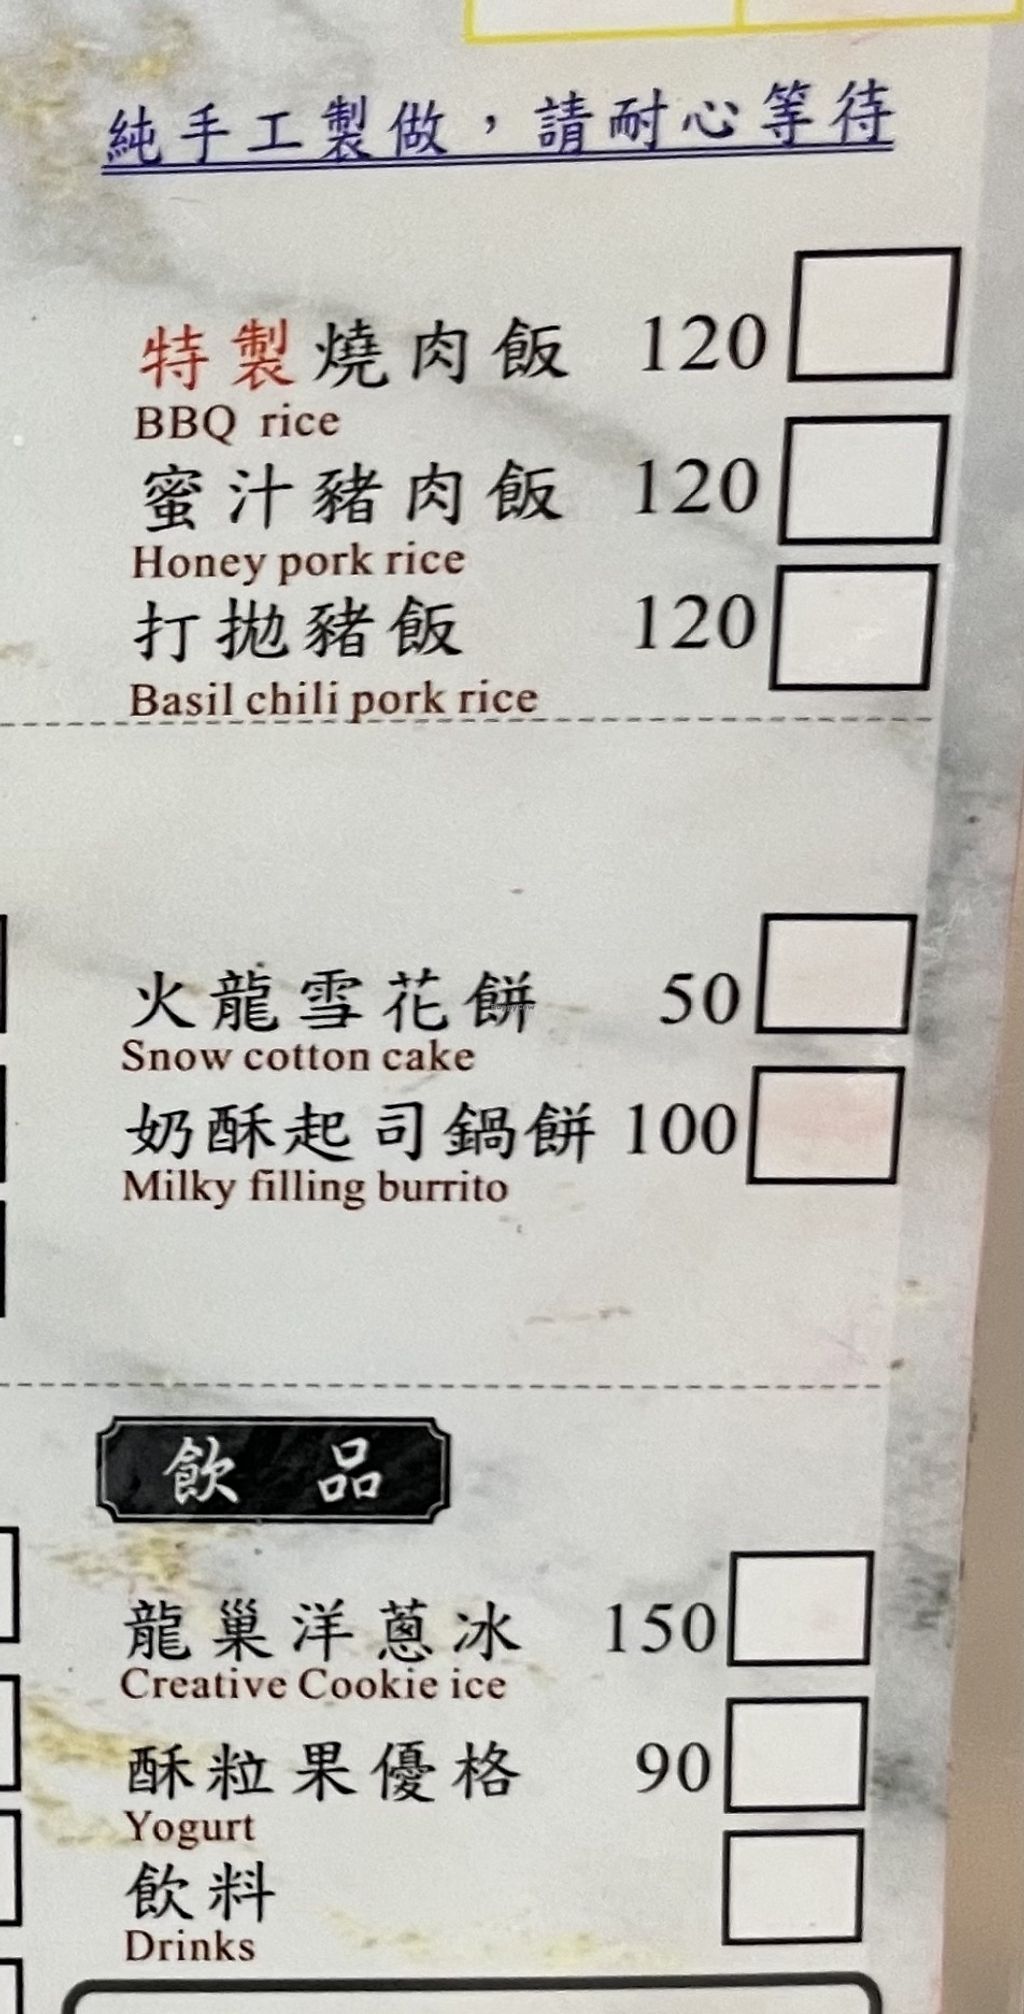 純手工製做，請耐心等待
特製燒肉飯 120
BBQ rice
蜜汁豬肉飯 120
Honey pork rice
打拋豬飯 120
Basil chili pork rice
火龍雪花餅 50
Snow cotton cake
奶酥起司鍋餅 100
Milky filling burrito
飲品
龍巢洋蔥冰 150
Creative Cookie ice
酥粒果優格 90
Yogurt
飲料
Drinks